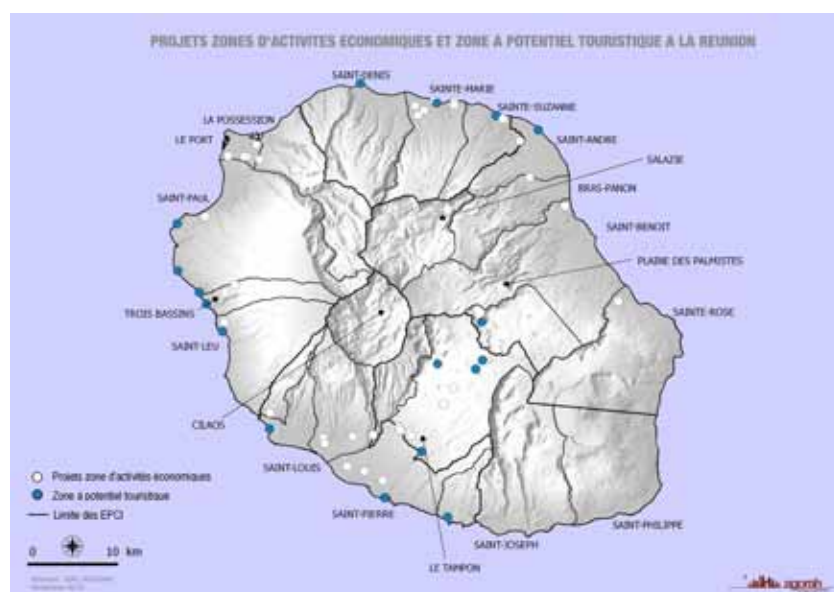 PROJETS ZONES D'ACTIVITES ECONOMIQUES ET ZONE A POTENTIEL TOURISTIQUE A LA REUNION
SAINT-DENIS
SAINTE-MARIE
SAINTE-SUZANNE
LA POSSESSION
LE PORT
SAINT-ANDRE
SALAZIE
BRAS-PANON
SAINT-PAUL
SAINT-BENOIT
PLAINE DES PALMISTES
TROIS BASSINS
SAINTE-ROSE
SAINT-LEU
CILAOS
SAINT-LOUIS
Projets zone d'activités économiques
Zone à potentiel touristique
Limite des EPCI
SAINT-PIERRE
SAINT-PHILIPPE
SAINT-JOSEPH
0 10 km
LE TAMPON
agorah